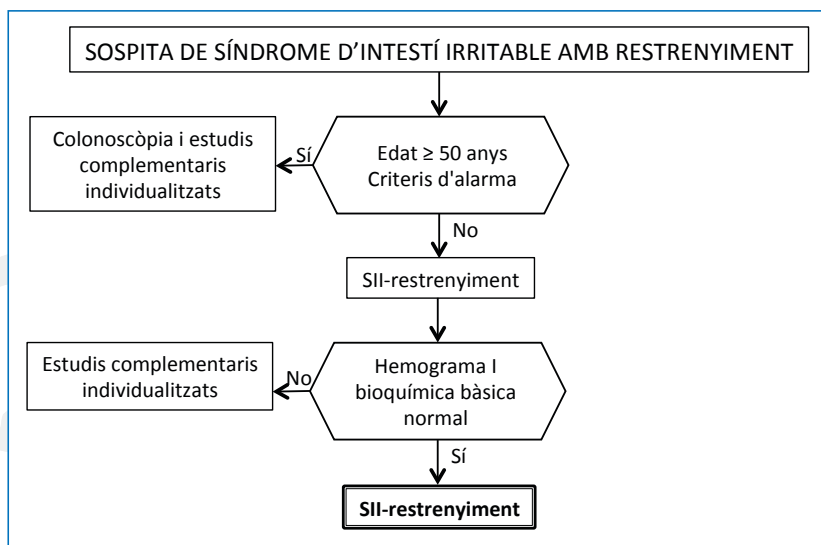 SOSPITA DE SÍNDROME D'INTESTÍ IRRITABLE AMB RESTRENYIMENT
Colonoscòpia i estudis
complementaris
individualitzats
Sí
Edat ≥ 50 anys
Criteris d'alarma
No
SII-restrenyiment
Estudis complementaris
individualitzats
No
Hemograma I
bioquímica bàsica
normal
Sí
SII-restrenyiment